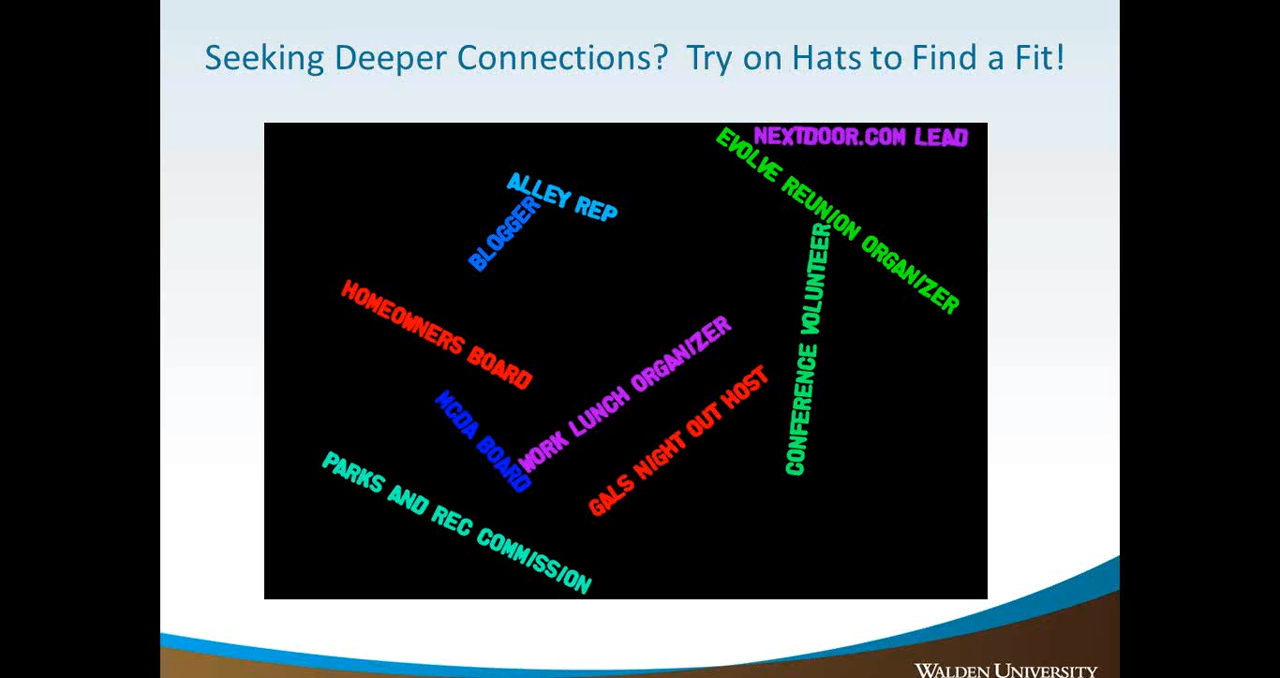 Seeking Deeper Connections? Try on Hats to Find a Fit!
NEXTDOOR.COM LEAD
EVOLVE REUNION ORGANIZER
ALLEY REP
BLOGGER
CONFERENCE VOLUNTEER
HOMEOWNERS BOARD
WORK LUNCH ORGANIZER
GALS NIGHT OUT HOST
MCDA BOARD
PARKS AND REC COMMISSION
WALDEN UNIVERSITY